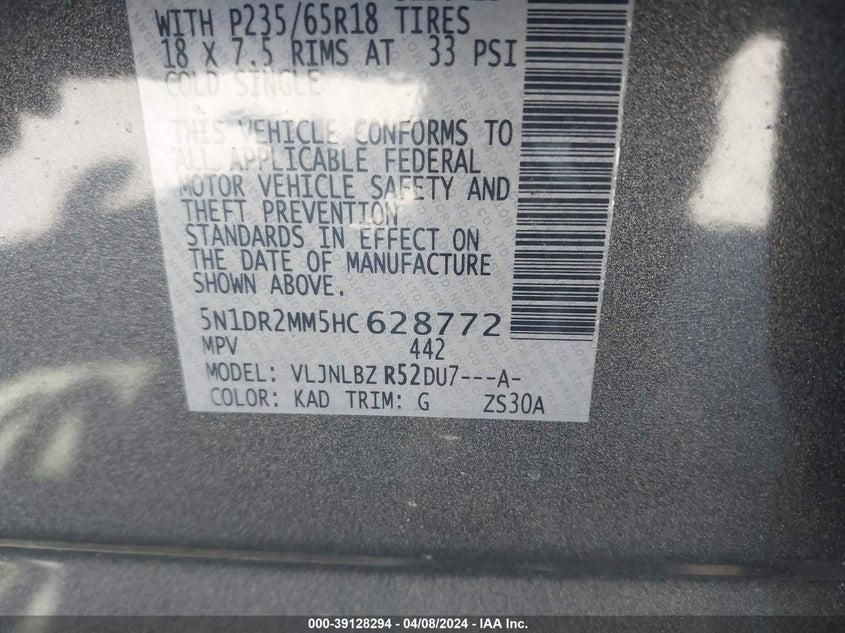 WITH P235/65R18 TIRES
18 X 7.5 RIMS AT 33 PSI
COLD SINGLE
THIS VEHICLE CONFORMS TO
ALL APPLICABLE FEDERAL
MOTOR VEHICLE SAFETY AND
THEFT PREVENTION
STANDARDS IN EFFECT ON
THE DATE OF MANUFACTURE
SHOWN ABOVE.
5N1DR2MM5HC628772
MPV 442
MODEL: VLJNLBZ R52DU7---A-
COLOR: KAD TRIM: G ZS30A
000-39128294 - 04/08/2024 - IAA Inc.